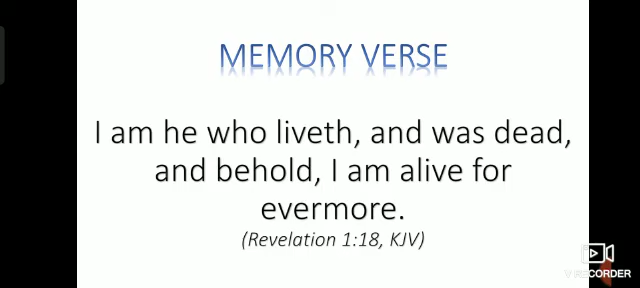 MEMORY VERSE
I am he who liveth, and was dead,
and behold, I am alive for
evermore.
(Revelation 1:18, KJV)
V RECORDER